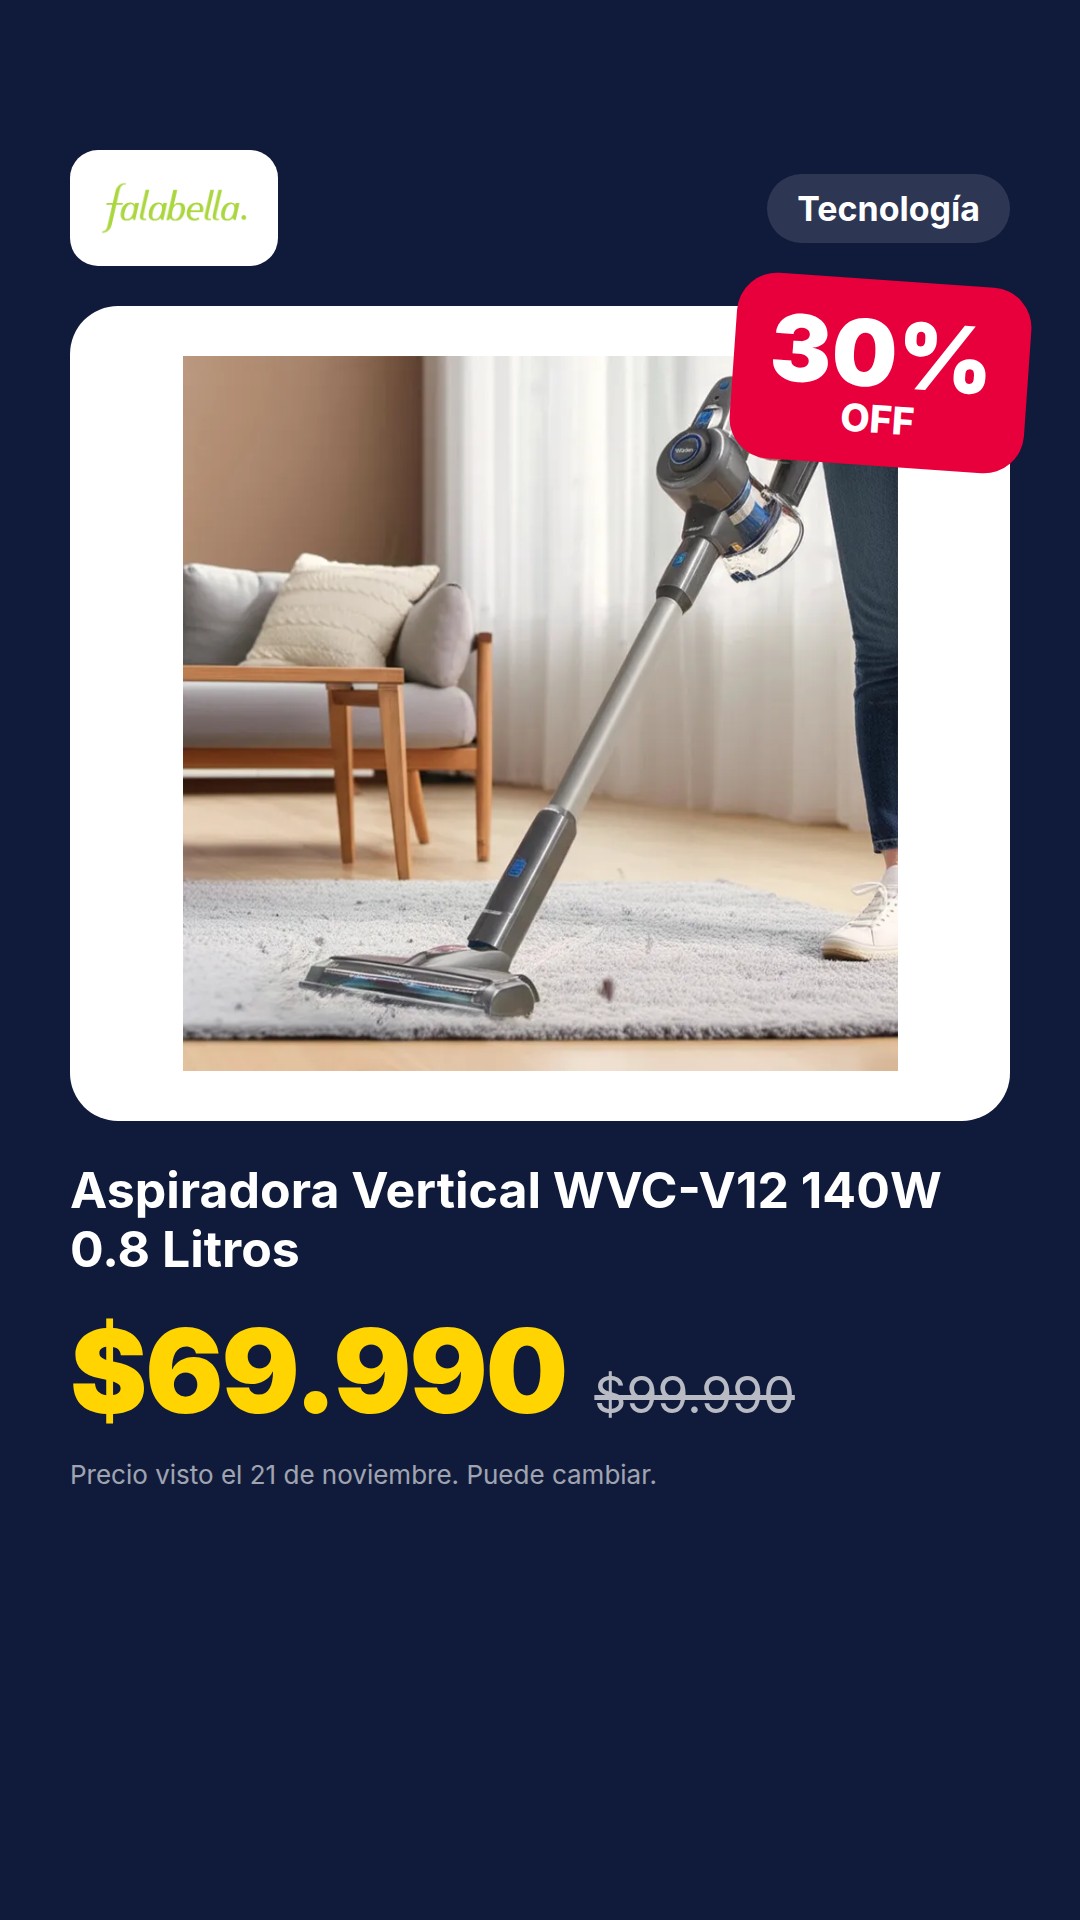 falabella.
Tecnología
30%
OFF
Aspiradora Vertical WVC-V12 140W
0.8 Litros
$69.990 $99.990
Precio visto el 21 de noviembre. Puede cambiar.